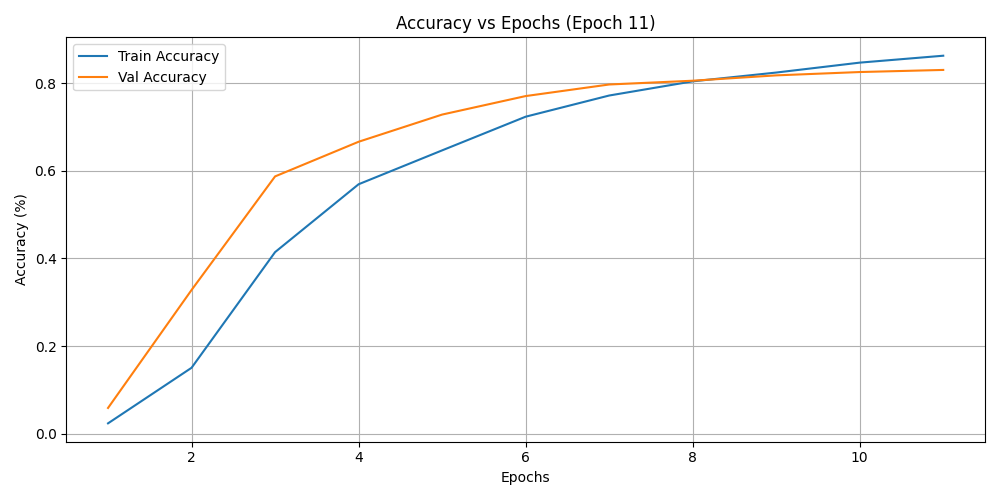 Accuracy vs Epochs (Epoch 11)
Train Accuracy
Val Accuracy
Accuracy (%)
0.8
0.6
0.4
0.2
0.0
2 4 6 8 10
Epochs